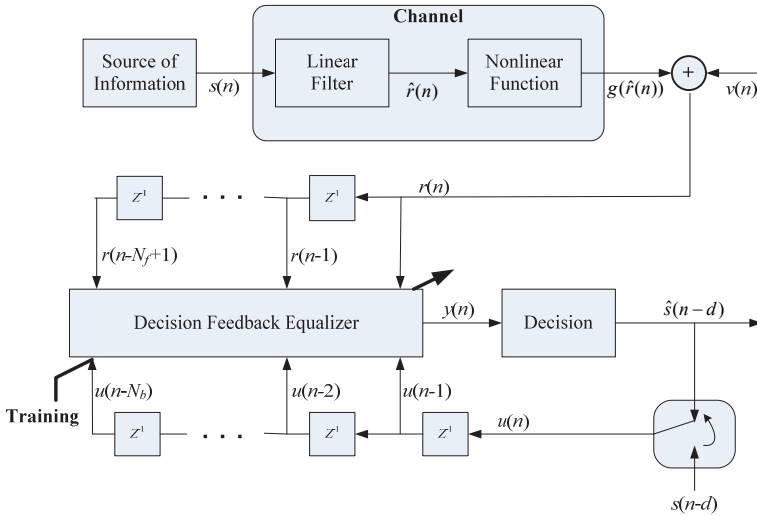 Channel
Source of
Information
s(n)
Linear
Filter
r̂(n)
Nonlinear
Function
g(r̂(n))
+
v(n)
Z⁻¹
. . .
Z⁻¹
r(n)
r(n-N_f+1)
r(n-1)
Decision Feedback Equalizer
y(n)
Decision
ŝ(n−d)
Training
u(n-N_b)
u(n-2)
u(n-1)
Z⁻¹
. . .
Z⁻¹
Z⁻¹
u(n)
s(n-d)